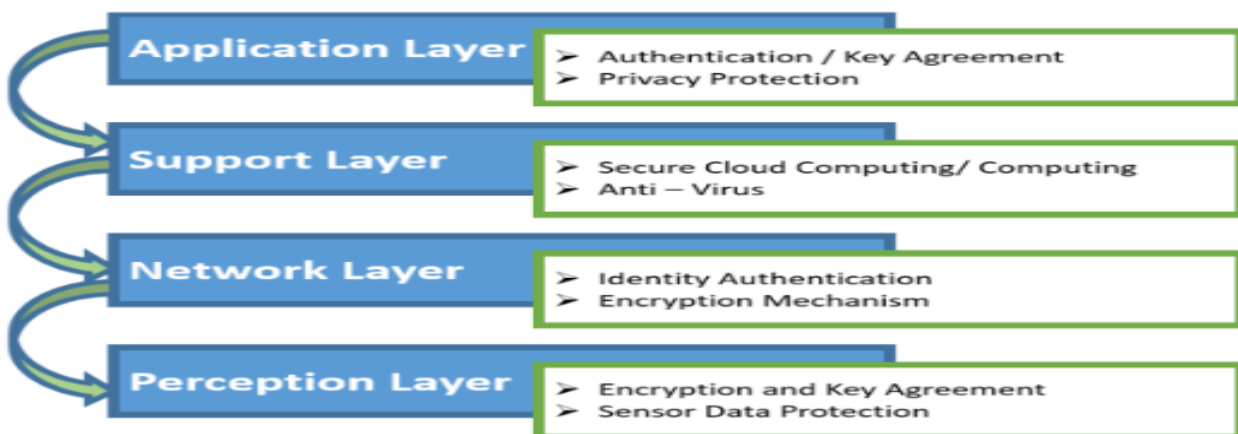 Application Layer
➢ Authentication / Key Agreement
➢ Privacy Protection
Support Layer
➢ Secure Cloud Computing/ Computing
➢ Anti – Virus
Network Layer
➢ Identity Authentication
➢ Encryption Mechanism
Perception Layer
➢ Encryption and Key Agreement
➢ Sensor Data Protection